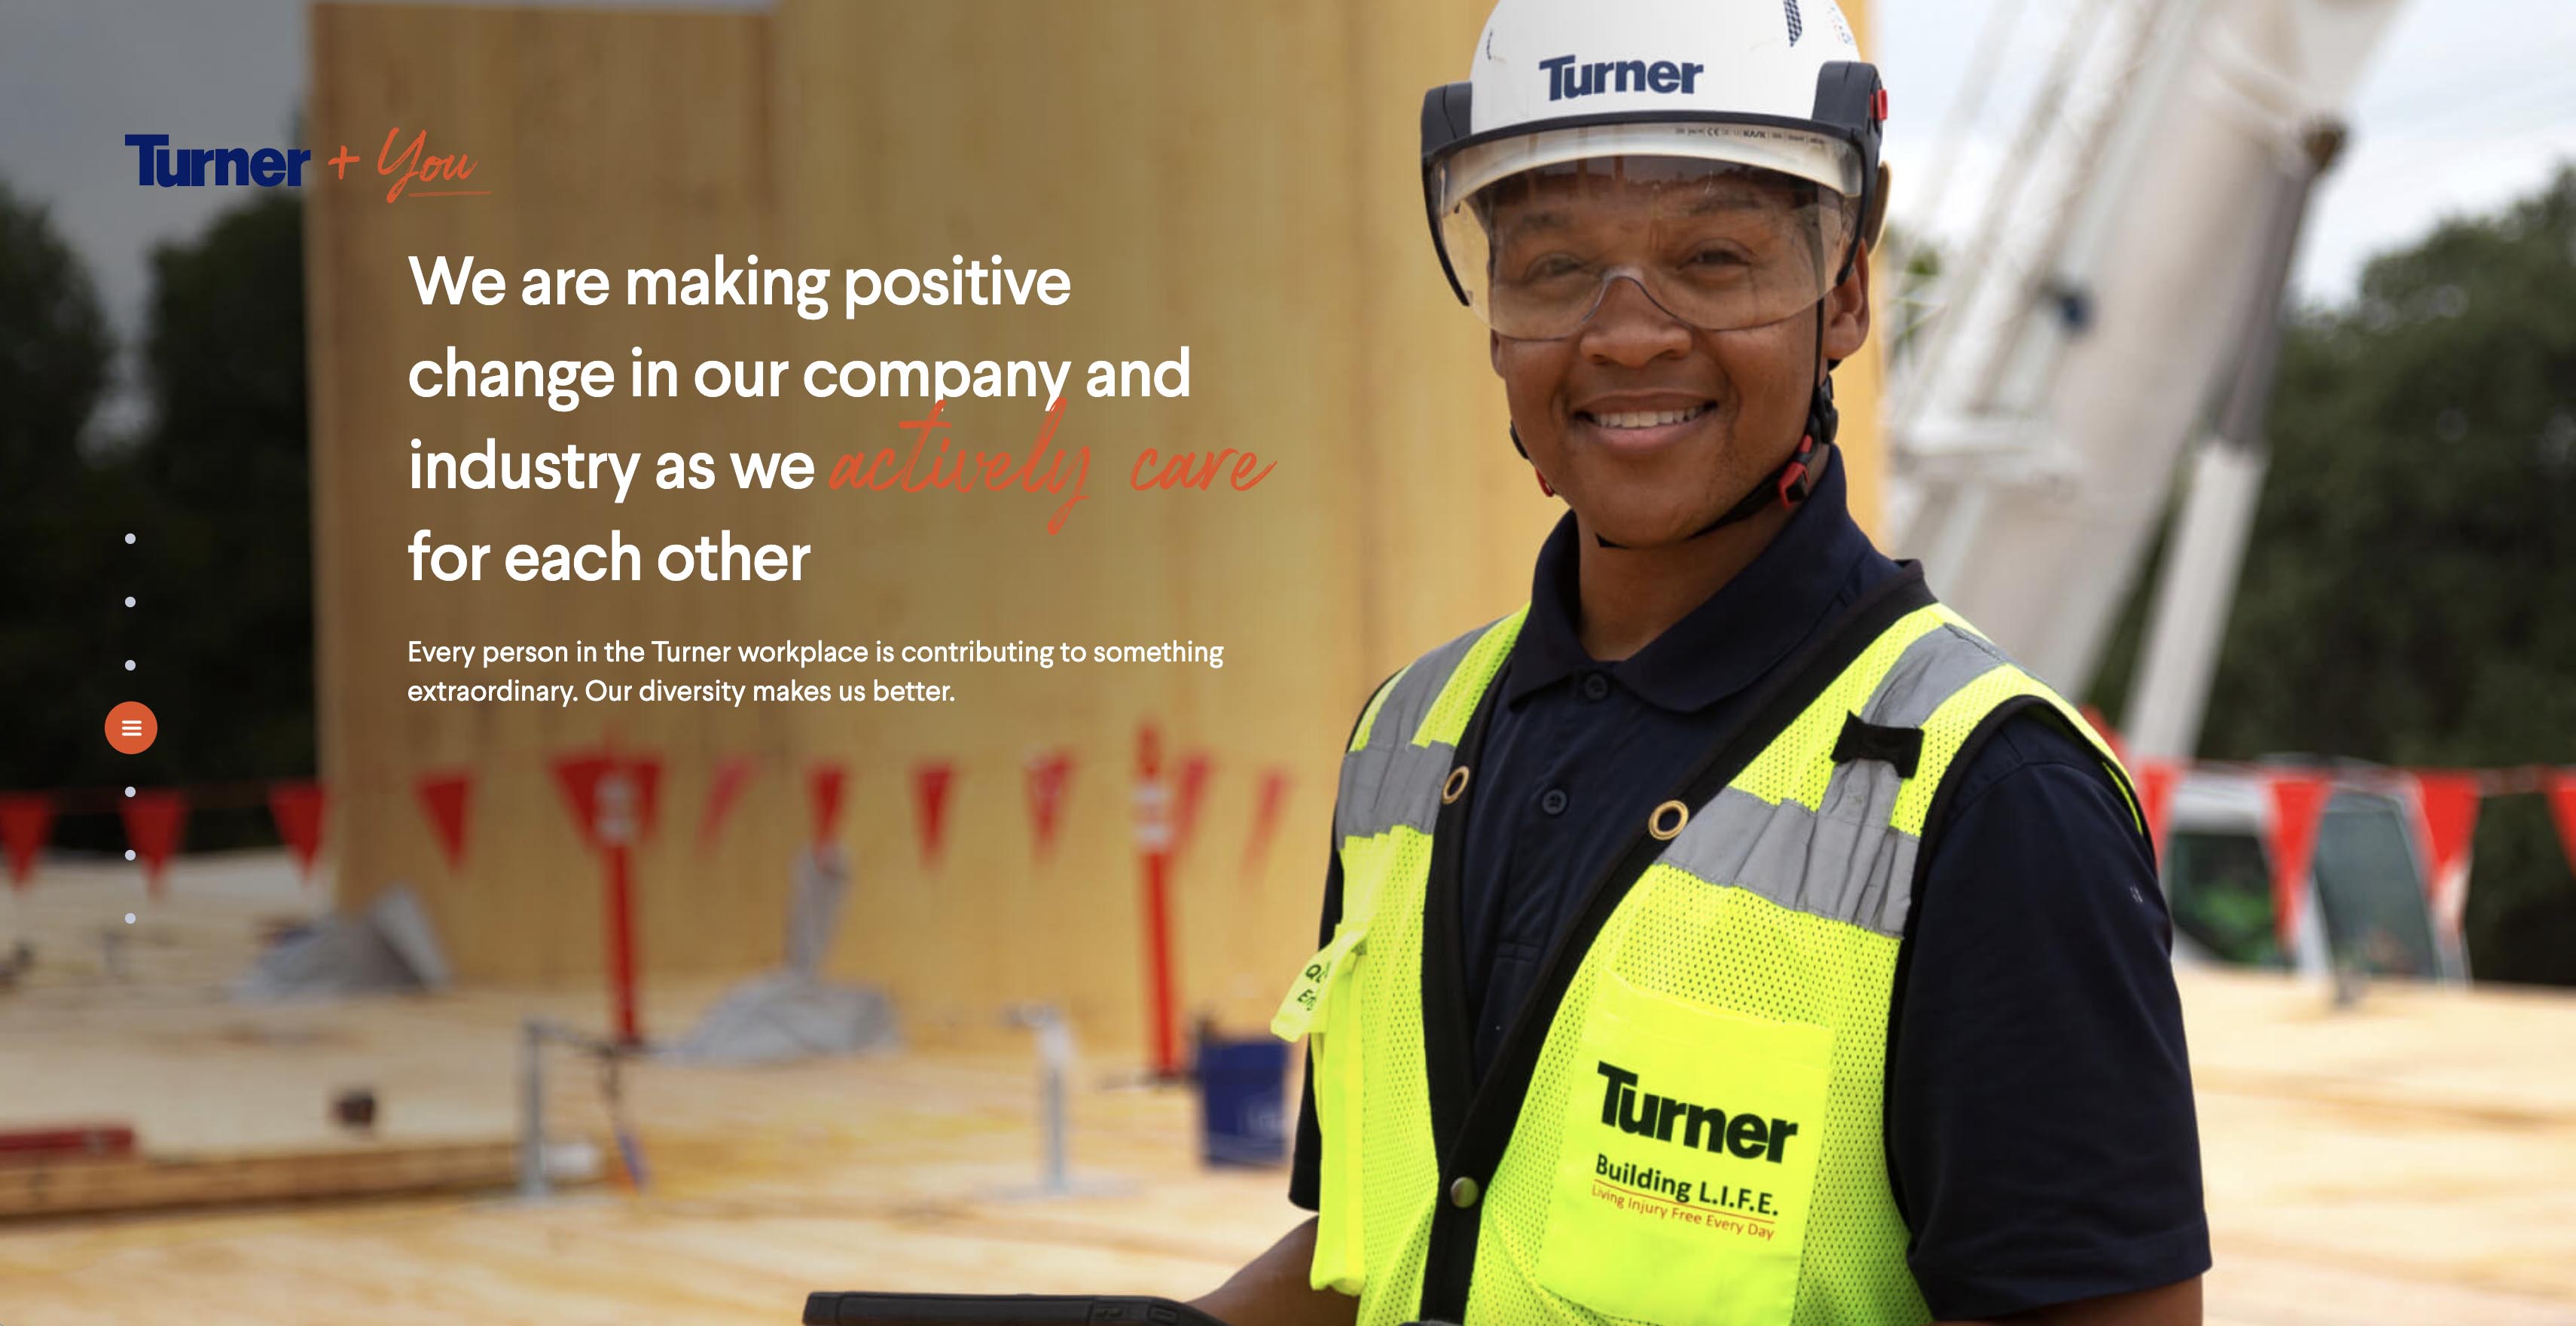 Turner
Turner + You
We are making positive
change in our company and
industry as we actively care
for each other
Every person in the Turner workplace is contributing to something
extraordinary. Our diversity makes us better.
Turner
Building L.I.F.E.
Living Injury Free Every Day